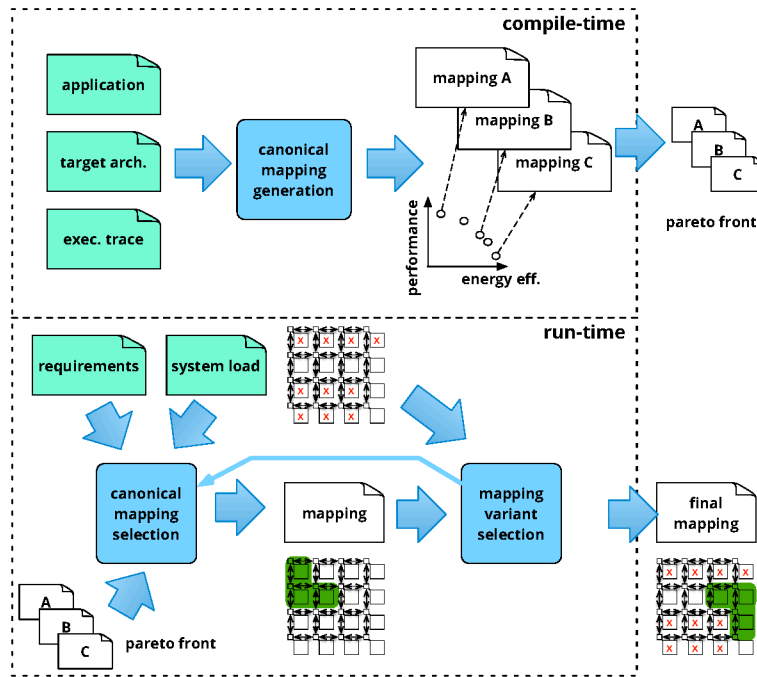 compile-time
application
target arch.
exec. trace
canonical
mapping
generation
mapping A
mapping B
mapping C
performance
energy eff.
A
B
C
pareto front
run-time
requirements
system load
x x x x
x x x
x x x
canonical
mapping
selection
mapping
mapping
variant
selection
final
mapping
x x x x
x x x
x x x
A
B
C
pareto front